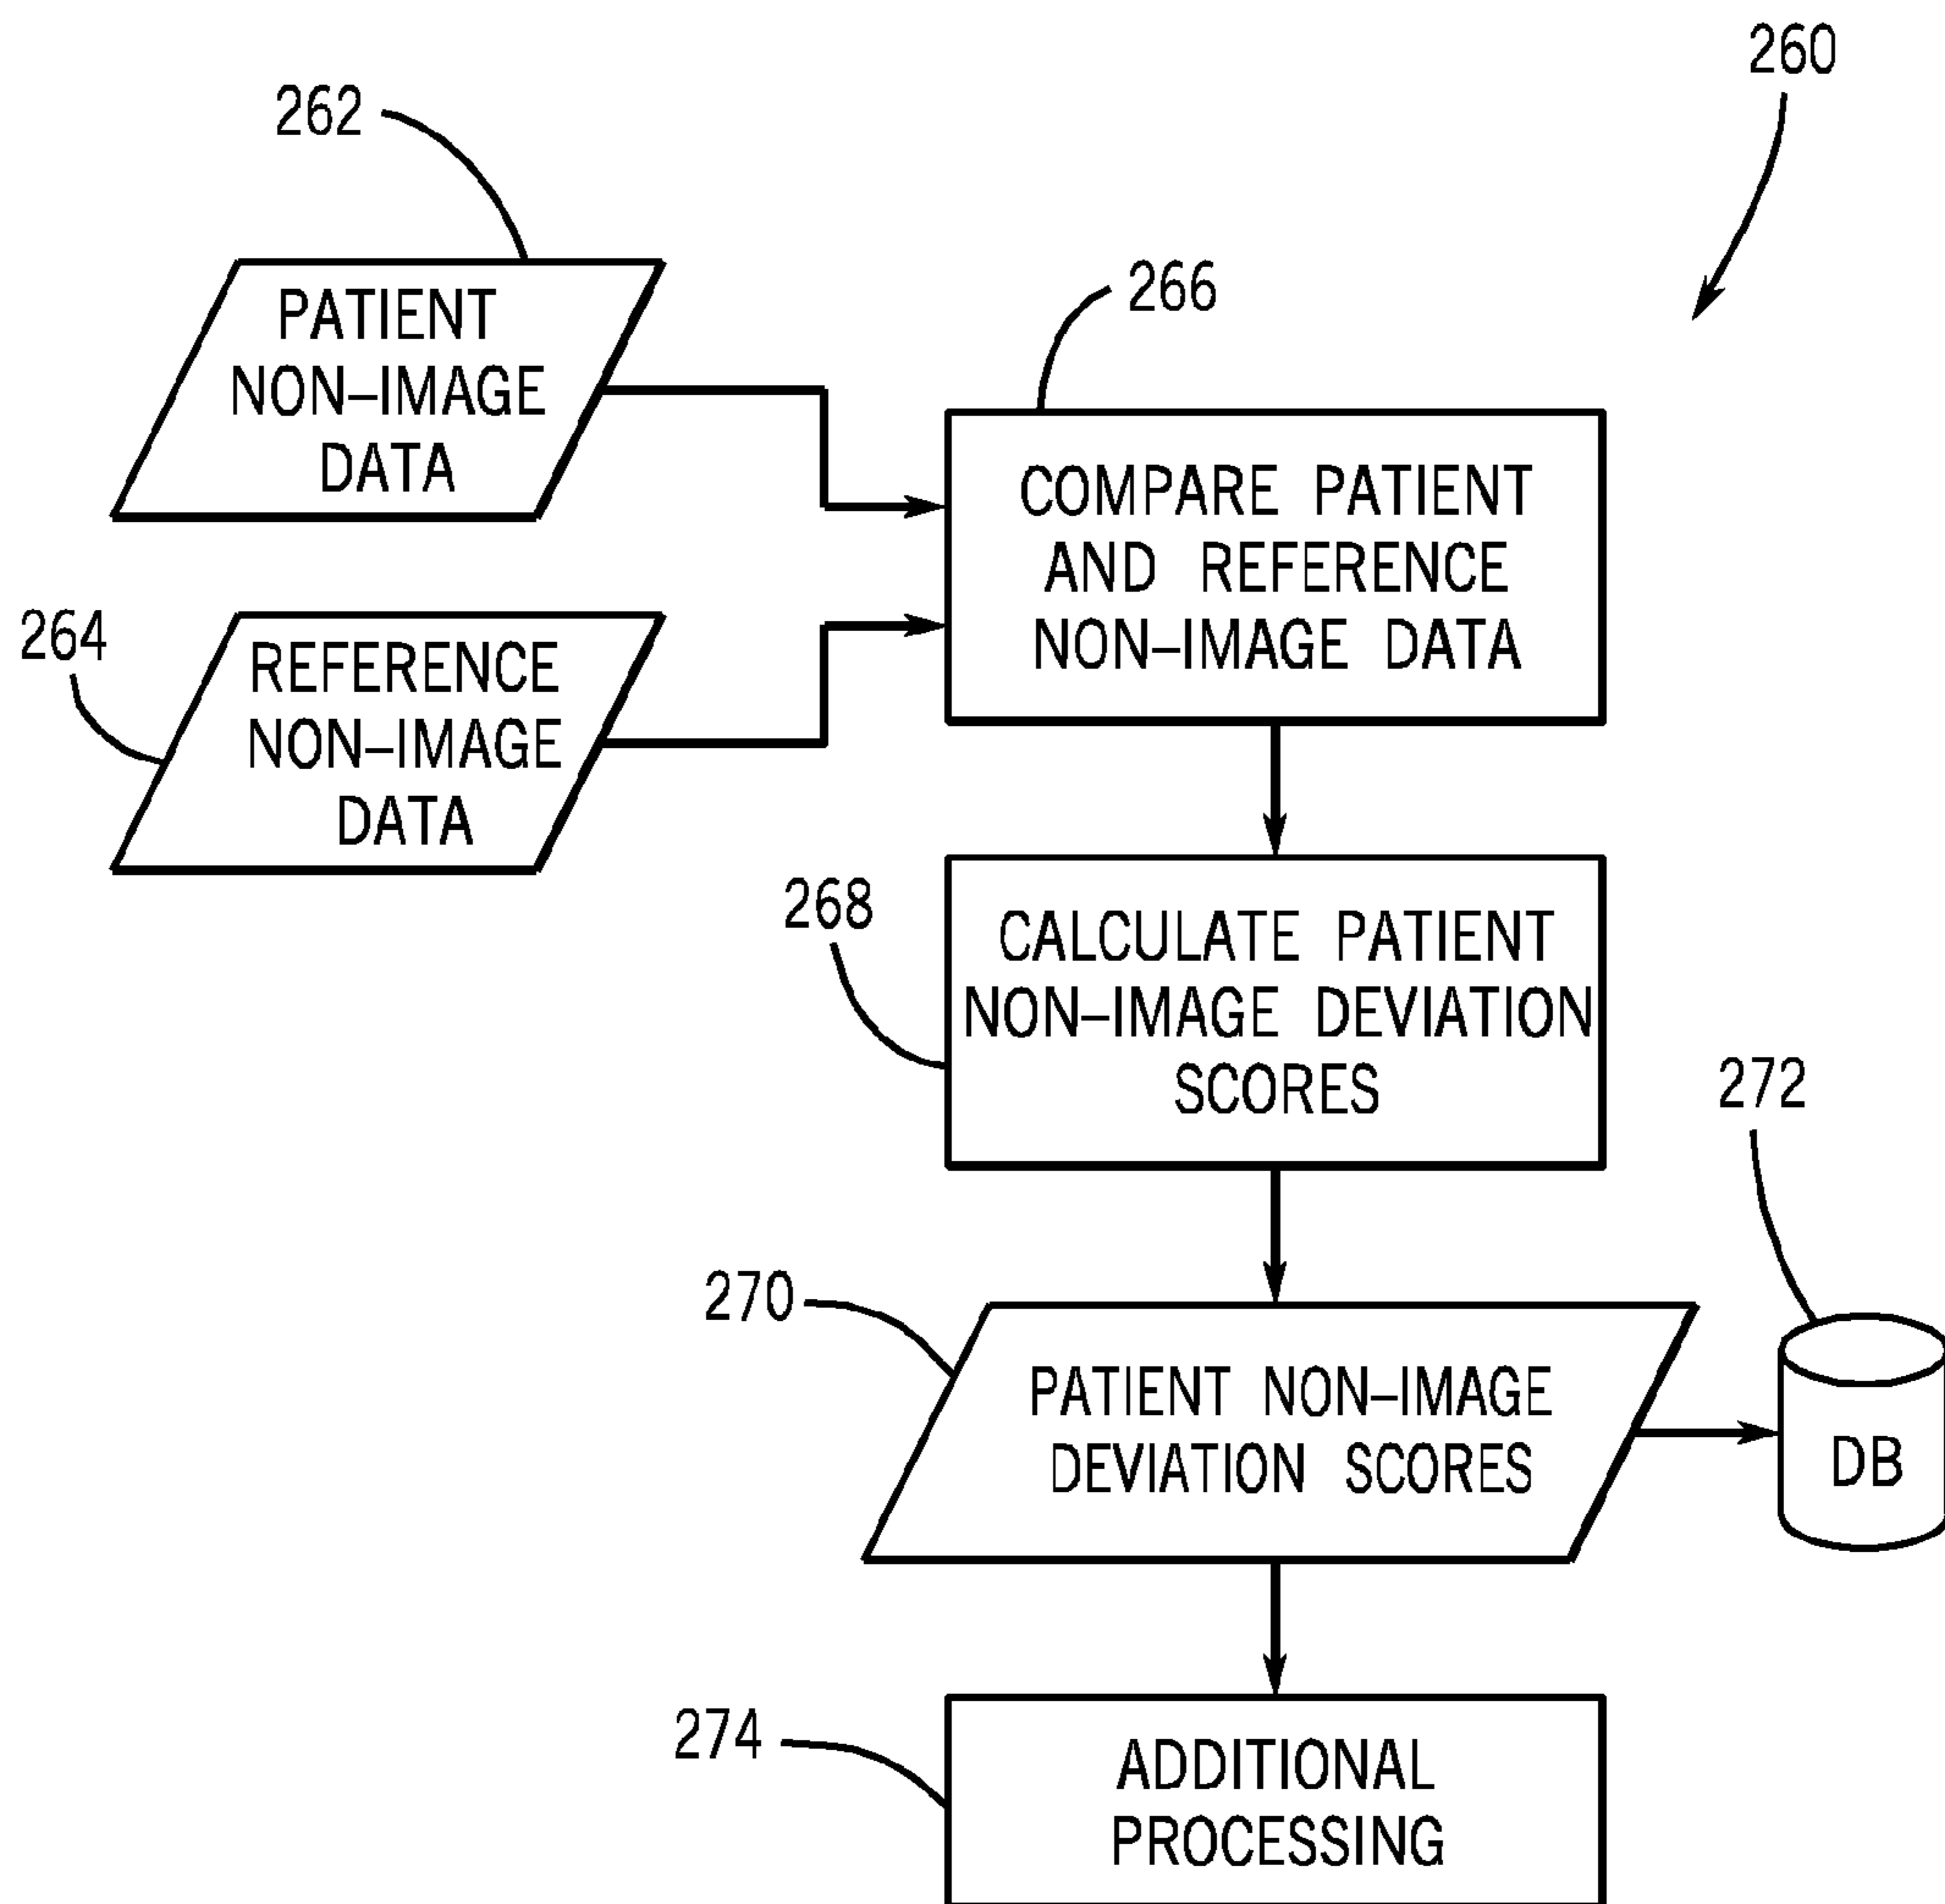 260
262
PATIENT
NON–IMAGE
DATA
266
COMPARE PATIENT
AND REFERENCE
NON–IMAGE DATA
264
REFERENCE
NON–IMAGE
DATA
268
CALCULATE PATIENT
NON–IMAGE DEVIATION
SCORES
272
270
PATIENT NON–IMAGE
DEVIATION SCORES
DB
274
ADDITIONAL
PROCESSING